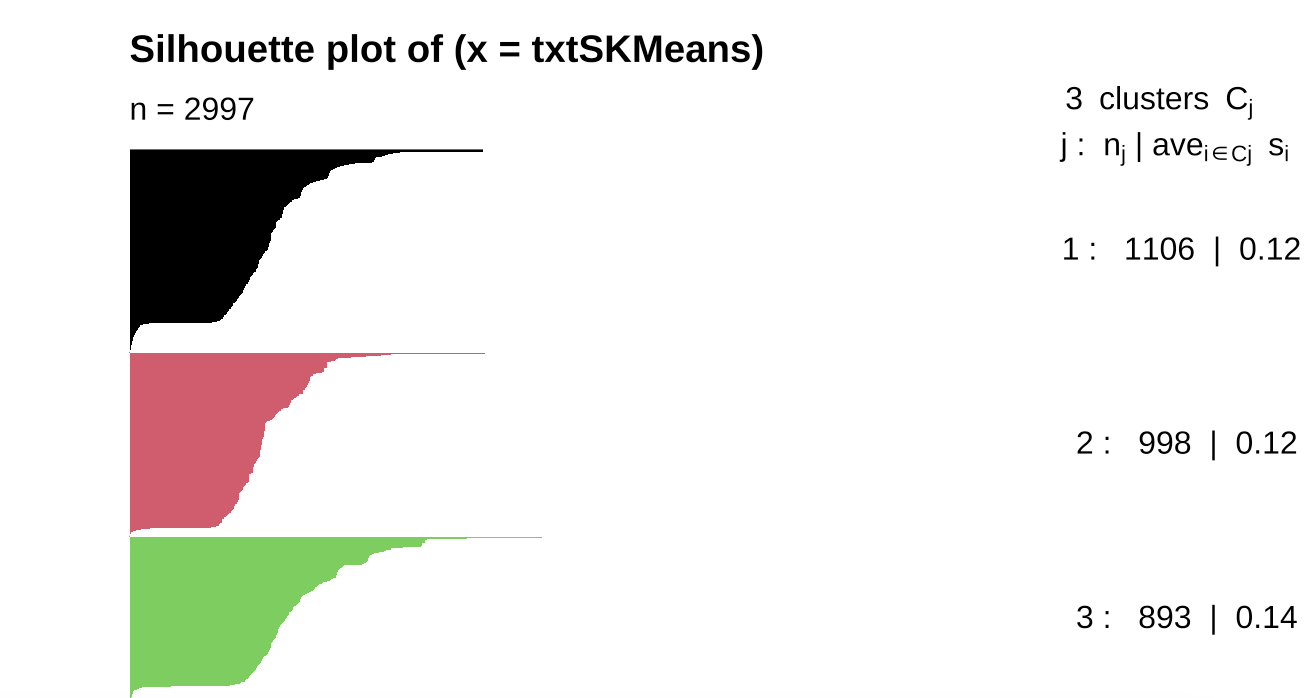 Silhouette plot of (x = txtSKMeans)
n = 2997
3 clusters Cj
j : nj | avei∈Cj si
1 : 1106 | 0.12
2 : 998 | 0.12
3 : 893 | 0.14